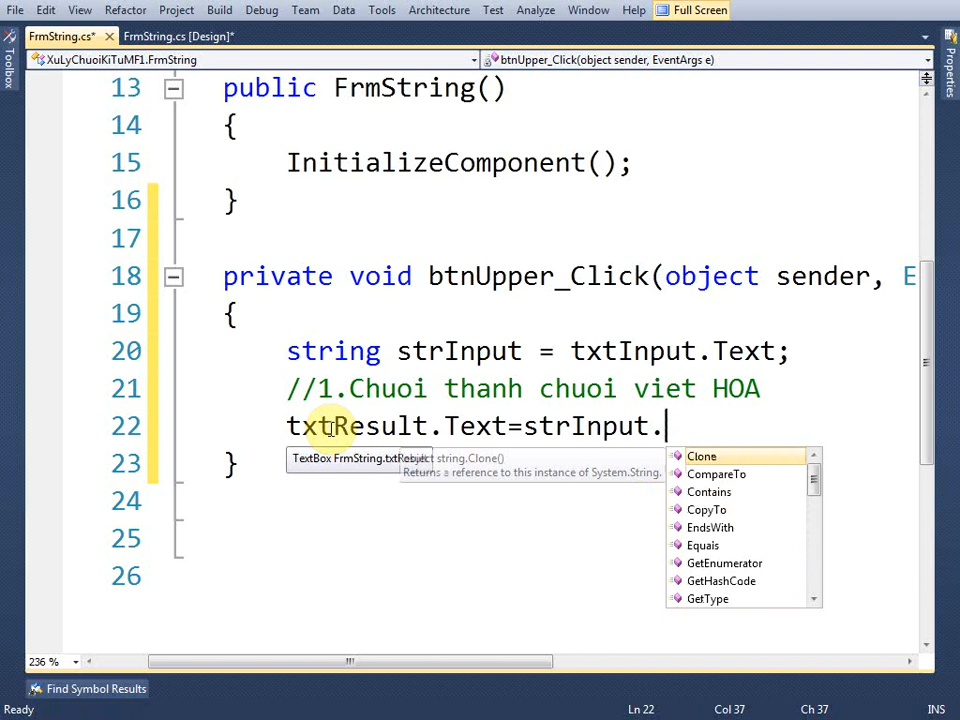 File Edit View Refactor Project Build Debug Team Data Tools Architecture Test Analyze Window Help Full Screen
FrmString.cs* FrmString.cs [Design]*
Toolbox
Properties
XuLyChuoiKiTuMF1.FrmString btnUpper_Click(object sender, EventArgs e)
13 public FrmString()
14 {
15 InitializeComponent();
16 }
17
18 private void btnUpper_Click(object sender, E
19 {
20 string strInput = txtInput.Text;
21 //1.Chuoi thanh chuoi viet HOA
22 txtResult.Text=strInput.
23 }
24
25
26
TextBox FrmString.txtResult
object string.Clone()
Returns a reference to this instance of System.String.
Clone
CompareTo
Contains
CopyTo
EndsWith
Equals
GetEnumerator
GetHashCode
GetType
236 %
Find Symbol Results
Ready Ln 22 Col 37 Ch 37 INS